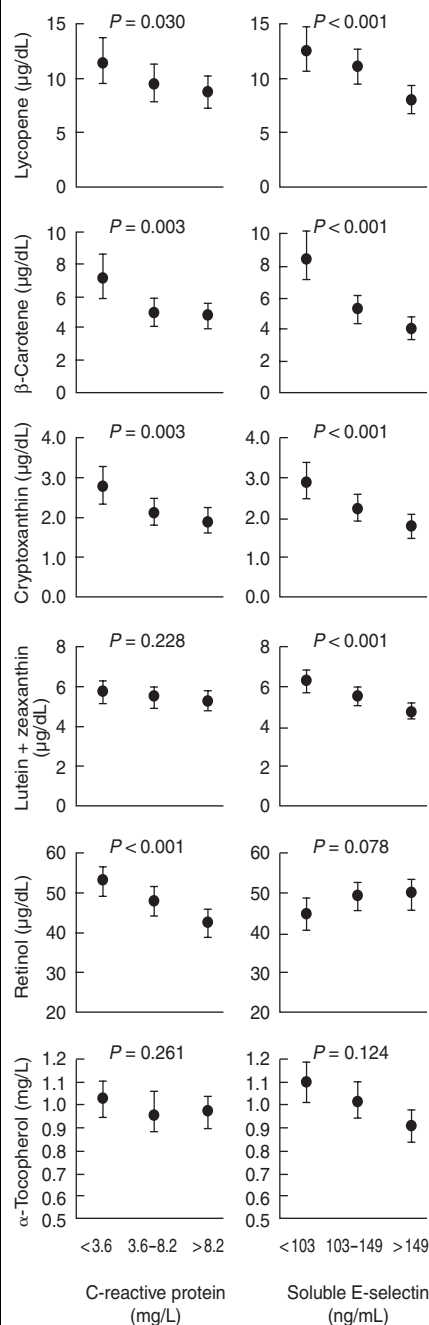 Lycopene (μg/dL)
15
10
5
0
P = 0.030
15
10
5
0
P < 0.001
β-Carotene (μg/dL)
10
8
6
4
2
0
P = 0.003
10
8
6
4
2
0
P < 0.001
Cryptoxanthin (μg/dL)
4.0
3.0
2.0
1.0
0.0
P = 0.003
4.0
3.0
2.0
1.0
0.0
P < 0.001
Lutein + zeaxanthin
(μg/dL)
8
6
4
2
0
P = 0.228
8
6
4
2
0
P < 0.001
Retinol (μg/dL)
60
50
40
30
20
P < 0.001
60
50
40
30
20
P = 0.078
α-Tocopherol (mg/L)
1.2
1.1
1.0
0.9
0.8
0.7
0.6
0.5
P = 0.261
1.2
1.1
1.0
0.9
0.8
0.7
0.6
0.5
P = 0.124
<3.6 3.6–8.2 >8.2
<103 103–149 >149
C-reactive protein
(mg/L)
Soluble E-selectin
(ng/mL)